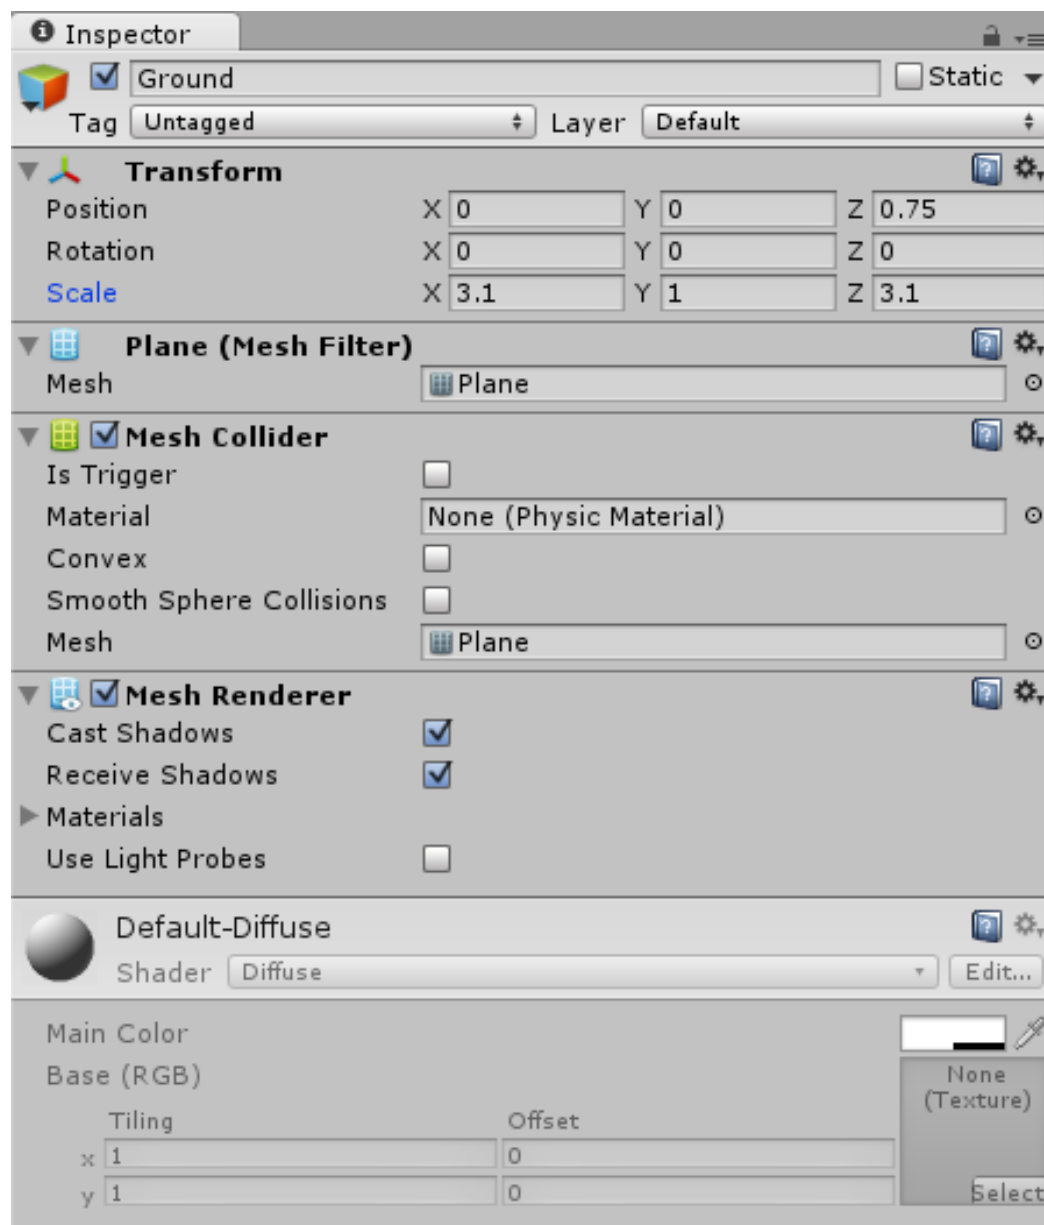 Inspector
Ground Static
Tag Untagged Layer Default
Transform
Position X 0 Y 0 Z 0.75
Rotation X 0 Y 0 Z 0
Scale X 3.1 Y 1 Z 3.1
Plane (Mesh Filter)
Mesh Plane
Mesh Collider
Is Trigger
Material None (Physic Material)
Convex
Smooth Sphere Collisions
Mesh Plane
Mesh Renderer
Cast Shadows
Receive Shadows
Materials
Use Light Probes
Default-Diffuse
Shader Diffuse Edit...
Main Color
Base (RGB) None
(Texture)
Tiling Offset
x 1 0
y 1 0 Select